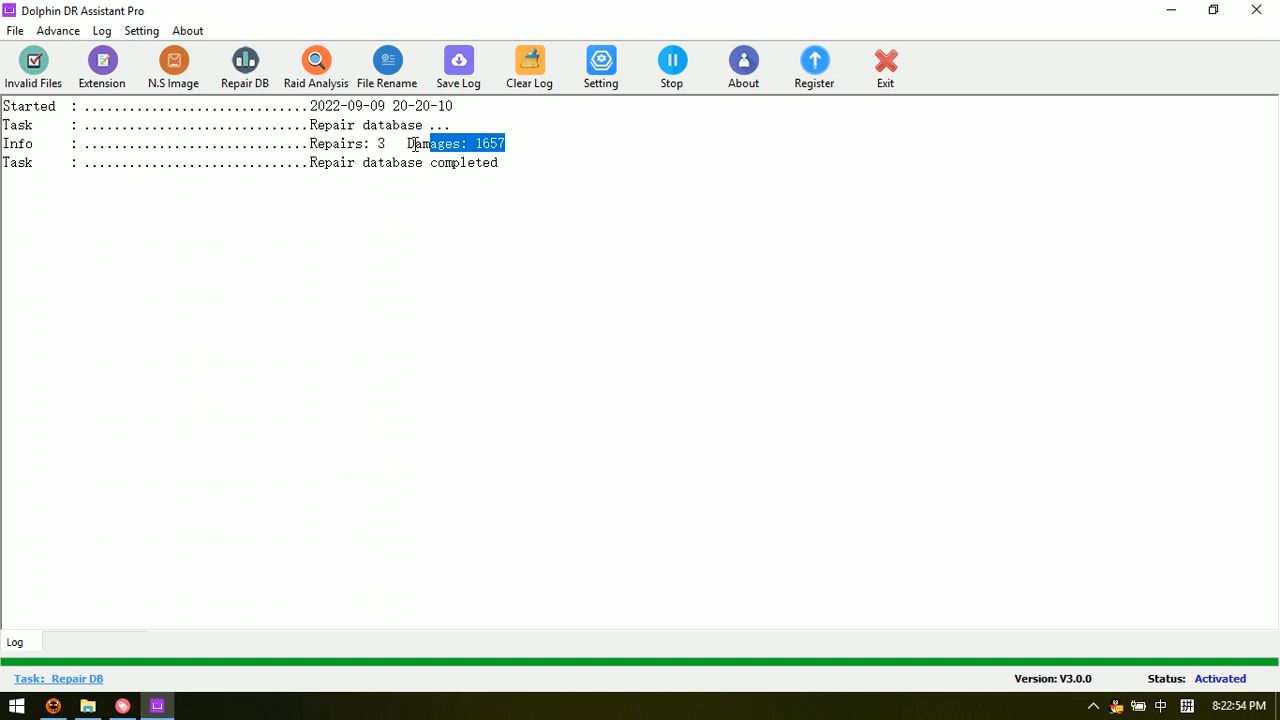 Dolphin DR Assistant Pro
File Advance Log Setting About
Invalid Files Extension N.S Image Repair DB Raid Analysis File Rename Save Log Clear Log Setting Stop About Register Exit
Started : ..............................2022-09-09 20-20-10
Task : ..............................Repair database ...
Info : ..............................Repairs: 3 Damages: 1657
Task : ..............................Repair database completed
Log
Task: Repair DB Version: V3.0.0 Status: Activated
中 拼 8:22:54 PM